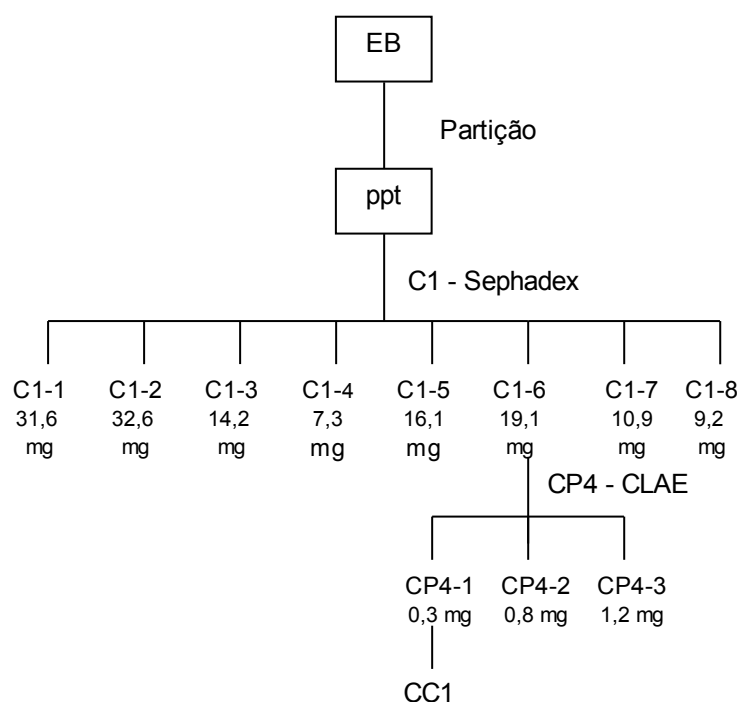 EB
Partição
ppt
C1 - Sephadex
C1-1 C1-2 C1-3 C1-4 C1-5 C1-6 C1-7 C1-8
31,6 32,6 14,2 7,3 16,1 19,1 10,9 9,2
mg mg mg mg mg mg mg mg
CP4 - CLAE
CP4-1 CP4-2 CP4-3
0,3 mg 0,8 mg 1,2 mg
CC1